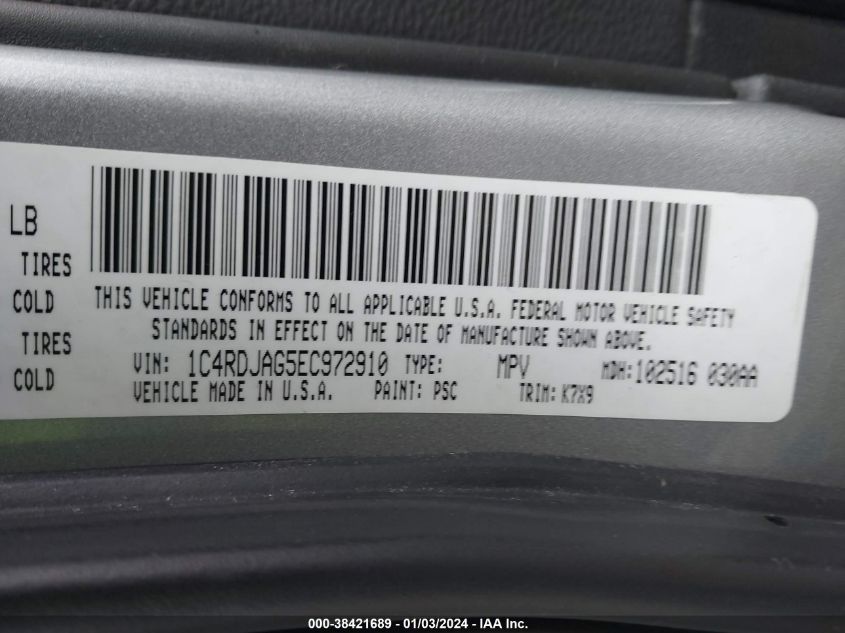 LB
TIRES
COLD
TIRES
COLD
THIS VEHICLE CONFORMS TO ALL APPLICABLE U.S.A. FEDERAL MOTOR VEHICLE SAFETY
STANDARDS IN EFFECT ON THE DATE OF MANUFACTURE SHOWN ABOVE.
VIN: 1C4RDJAG5EC972910 TYPE: MPV MDH:102516 030AA
VEHICLE MADE IN U.S.A. PAINT: PSC TRIM: K7X9
000-38421689 - 01/03/2024 - IAA Inc.